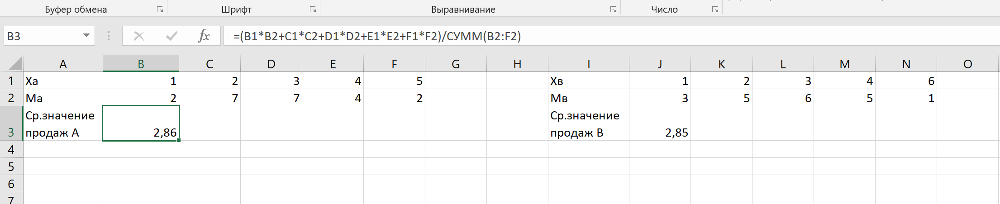 Буфер обмена Шрифт Выравнивание Число
B3 fx =(B1*B2+C1*C2+D1*D2+E1*E2+F1*F2)/СУММ(B2:F2)
A B C D E F G H I J K L M N O
1 Ха 1 2 3 4 5 Хв 1 2 3 4 6
2 Ма 2 7 7 4 2 Мв 3 5 6 5 1
Ср.значение Ср.значение
3 продаж А 2,86 продаж В 2,85
4
5
6
7